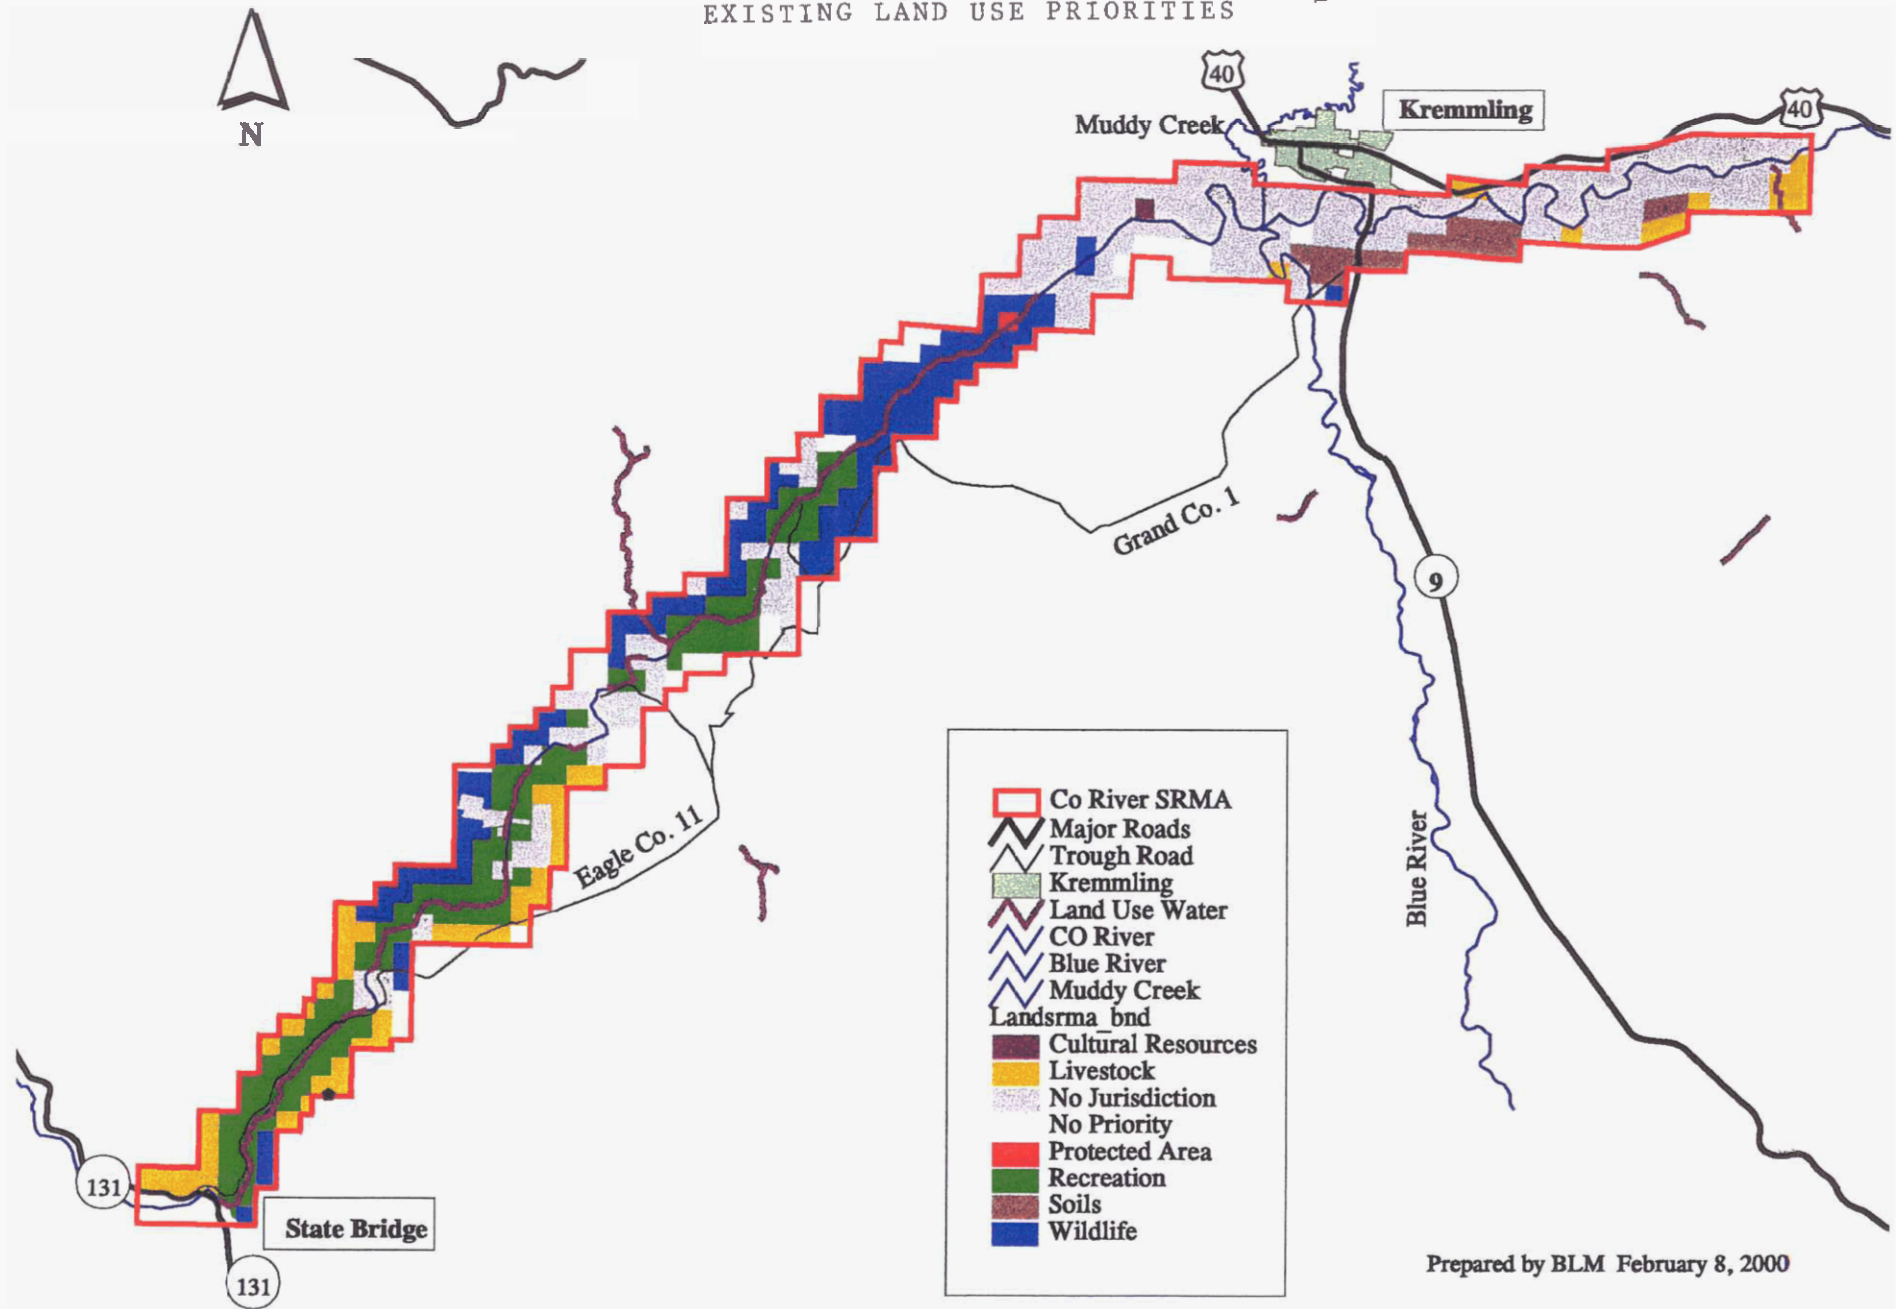 EXISTING LAND USE PRIORITIES
N
40
Muddy Creek
Kremmling
40
Grand Co. 1
9
Eagle Co. 11
Blue River
131
State Bridge
131
Co River SRMA
Major Roads
Trough Road
Kremmling
Land Use Water
CO River
Blue River
Muddy Creek
Landsrma_bnd
Cultural Resources
Livestock
No Jurisdiction
No Priority
Protected Area
Recreation
Soils
Wildlife
Prepared by BLM February 8, 2000